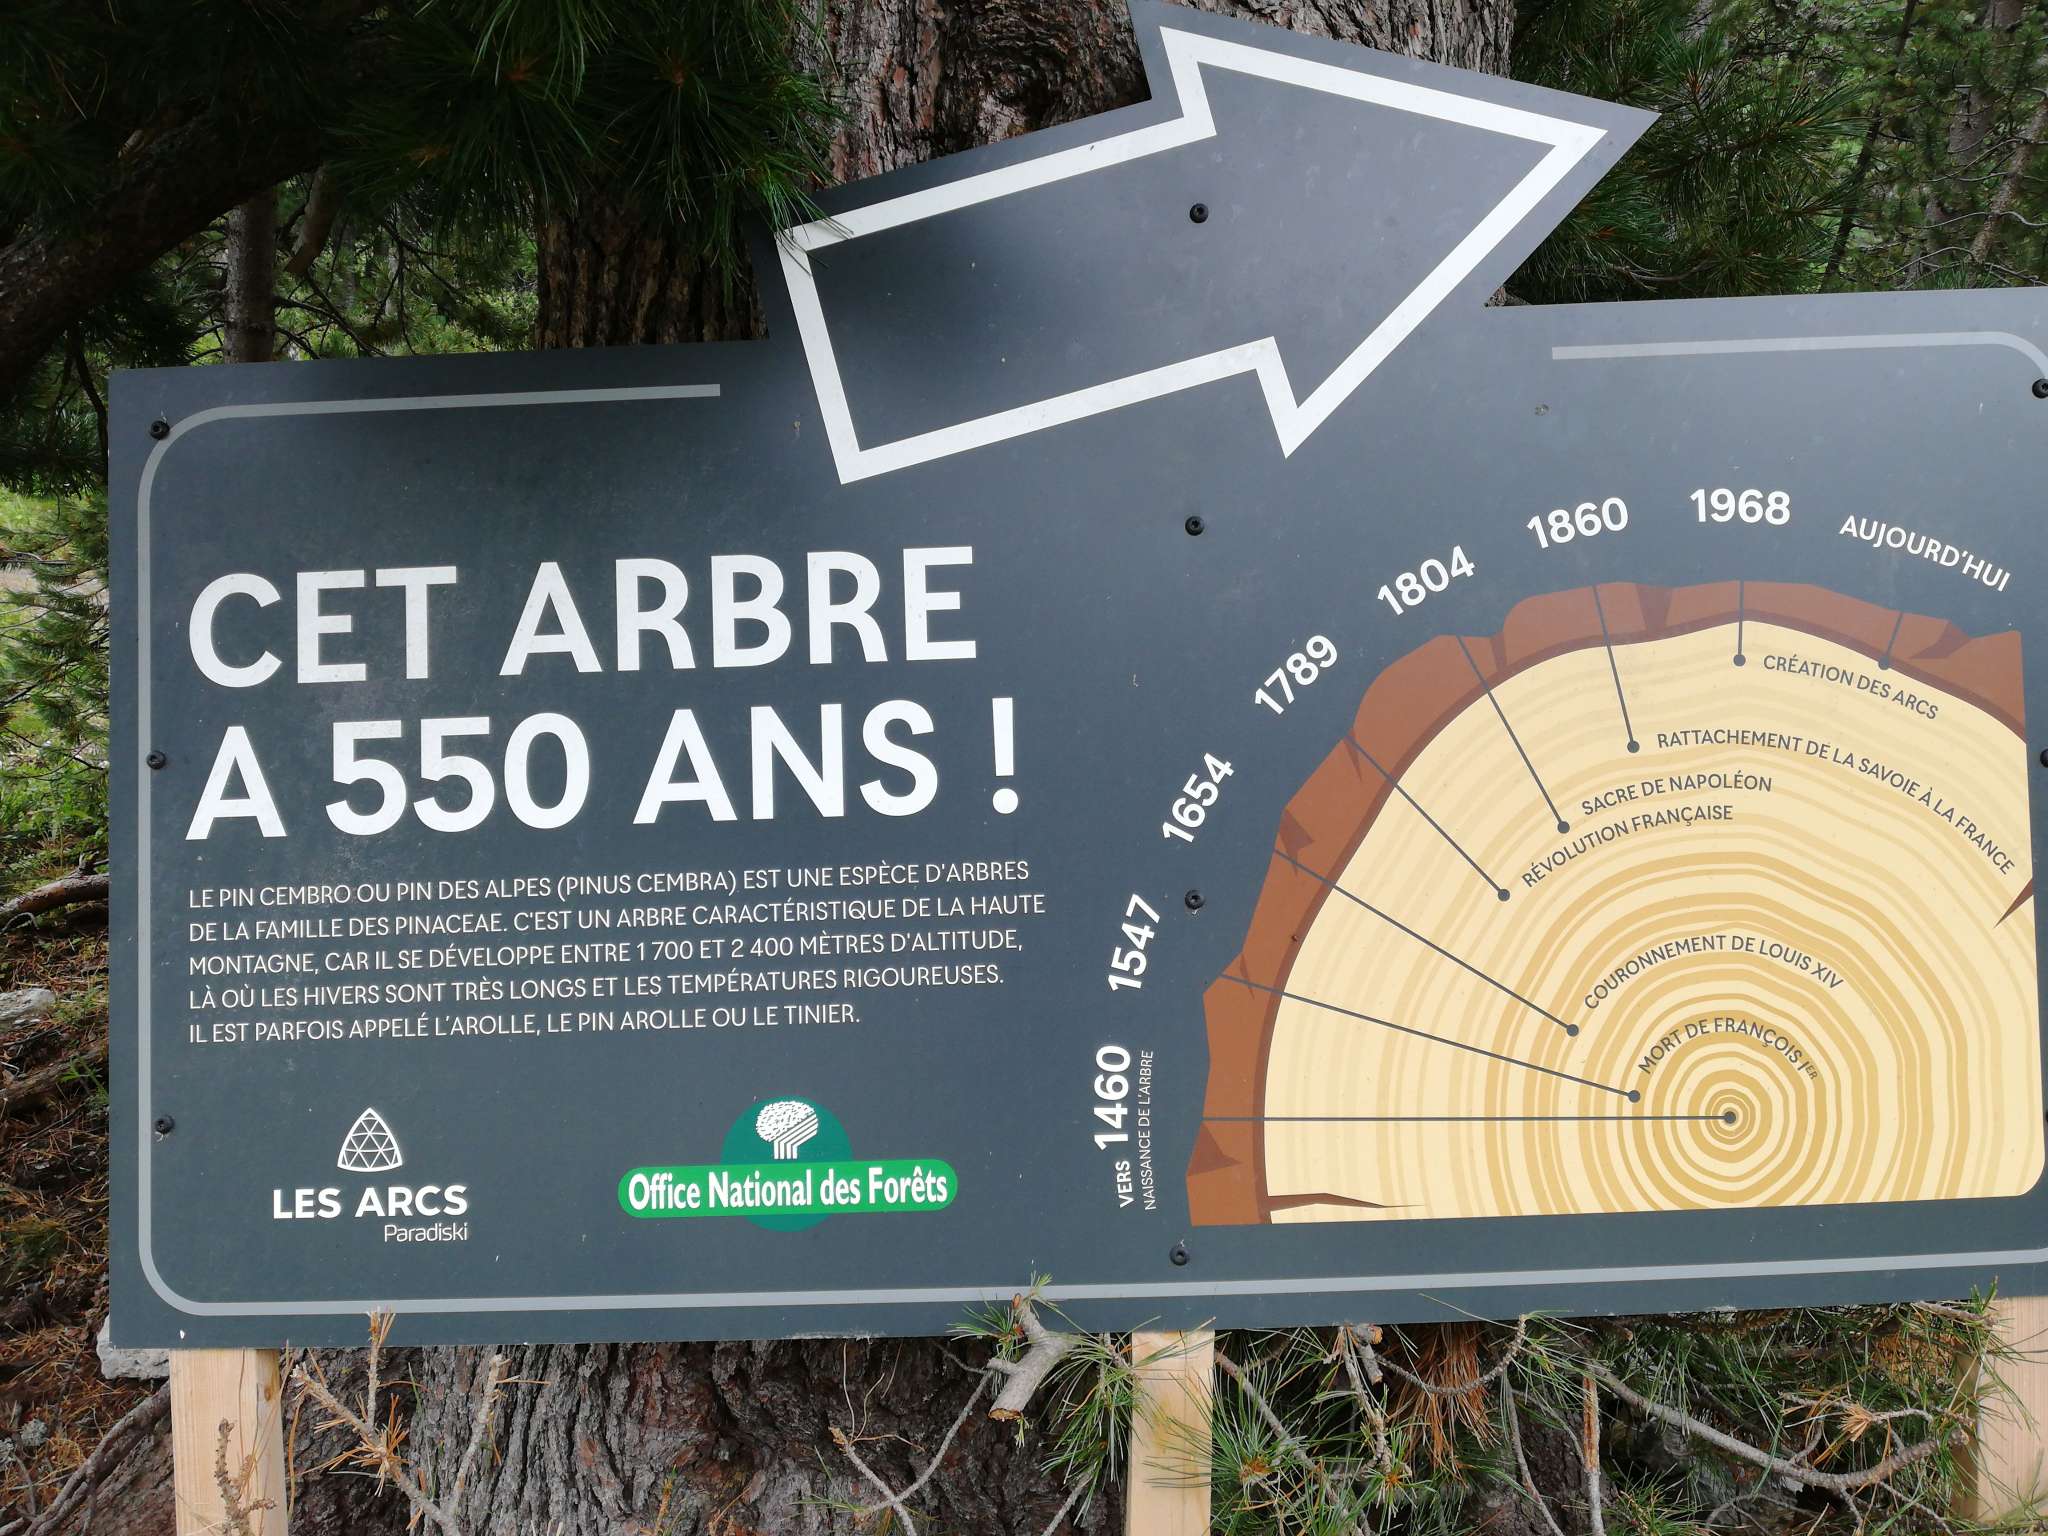 CET ARBRE
A 550 ANS !
LE PIN CEMBRO OU PIN DES ALPES (PINUS CEMBRA) EST UNE ESPÈCE D'ARBRES
DE LA FAMILLE DES PINACEAE. C'EST UN ARBRE CARACTÉRISTIQUE DE LA HAUTE
MONTAGNE, CAR IL SE DÉVELOPPE ENTRE 1 700 ET 2 400 MÈTRES D'ALTITUDE,
LÀ OÙ LES HIVERS SONT TRÈS LONGS ET LES TEMPÉRATURES RIGOUREUSES.
IL EST PARFOIS APPELÉ L'AROLLE, LE PIN AROLLE OU LE TINIER.
LES ARCS
Paradiski
Office National des Forêts
VERS 1460
NAISSANCE DE L'ARBRE
1547
MORT DE FRANÇOIS IER
1654
COURONNEMENT DE LOUIS XIV
1789
RÉVOLUTION FRANÇAISE
1804
SACRE DE NAPOLÉON
1860
RATTACHEMENT DE LA SAVOIE À LA FRANCE
1968
CRÉATION DES ARCS
AUJOURD'HUI